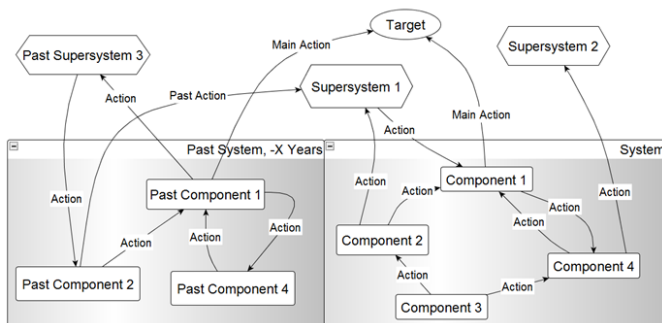 Target
Main Action
Past Supersystem 3
Supersystem 2
Supersystem 1
Past Action
Action
Main Action
Action
Past System, -X Years
System
Action
Past Component 1
Component 1
Action
Action
Action
Action
Action
Action
Component 2
Action
Action
Action
Action
Component 4
Past Component 2
Past Component 4
Action
Action
Component 3